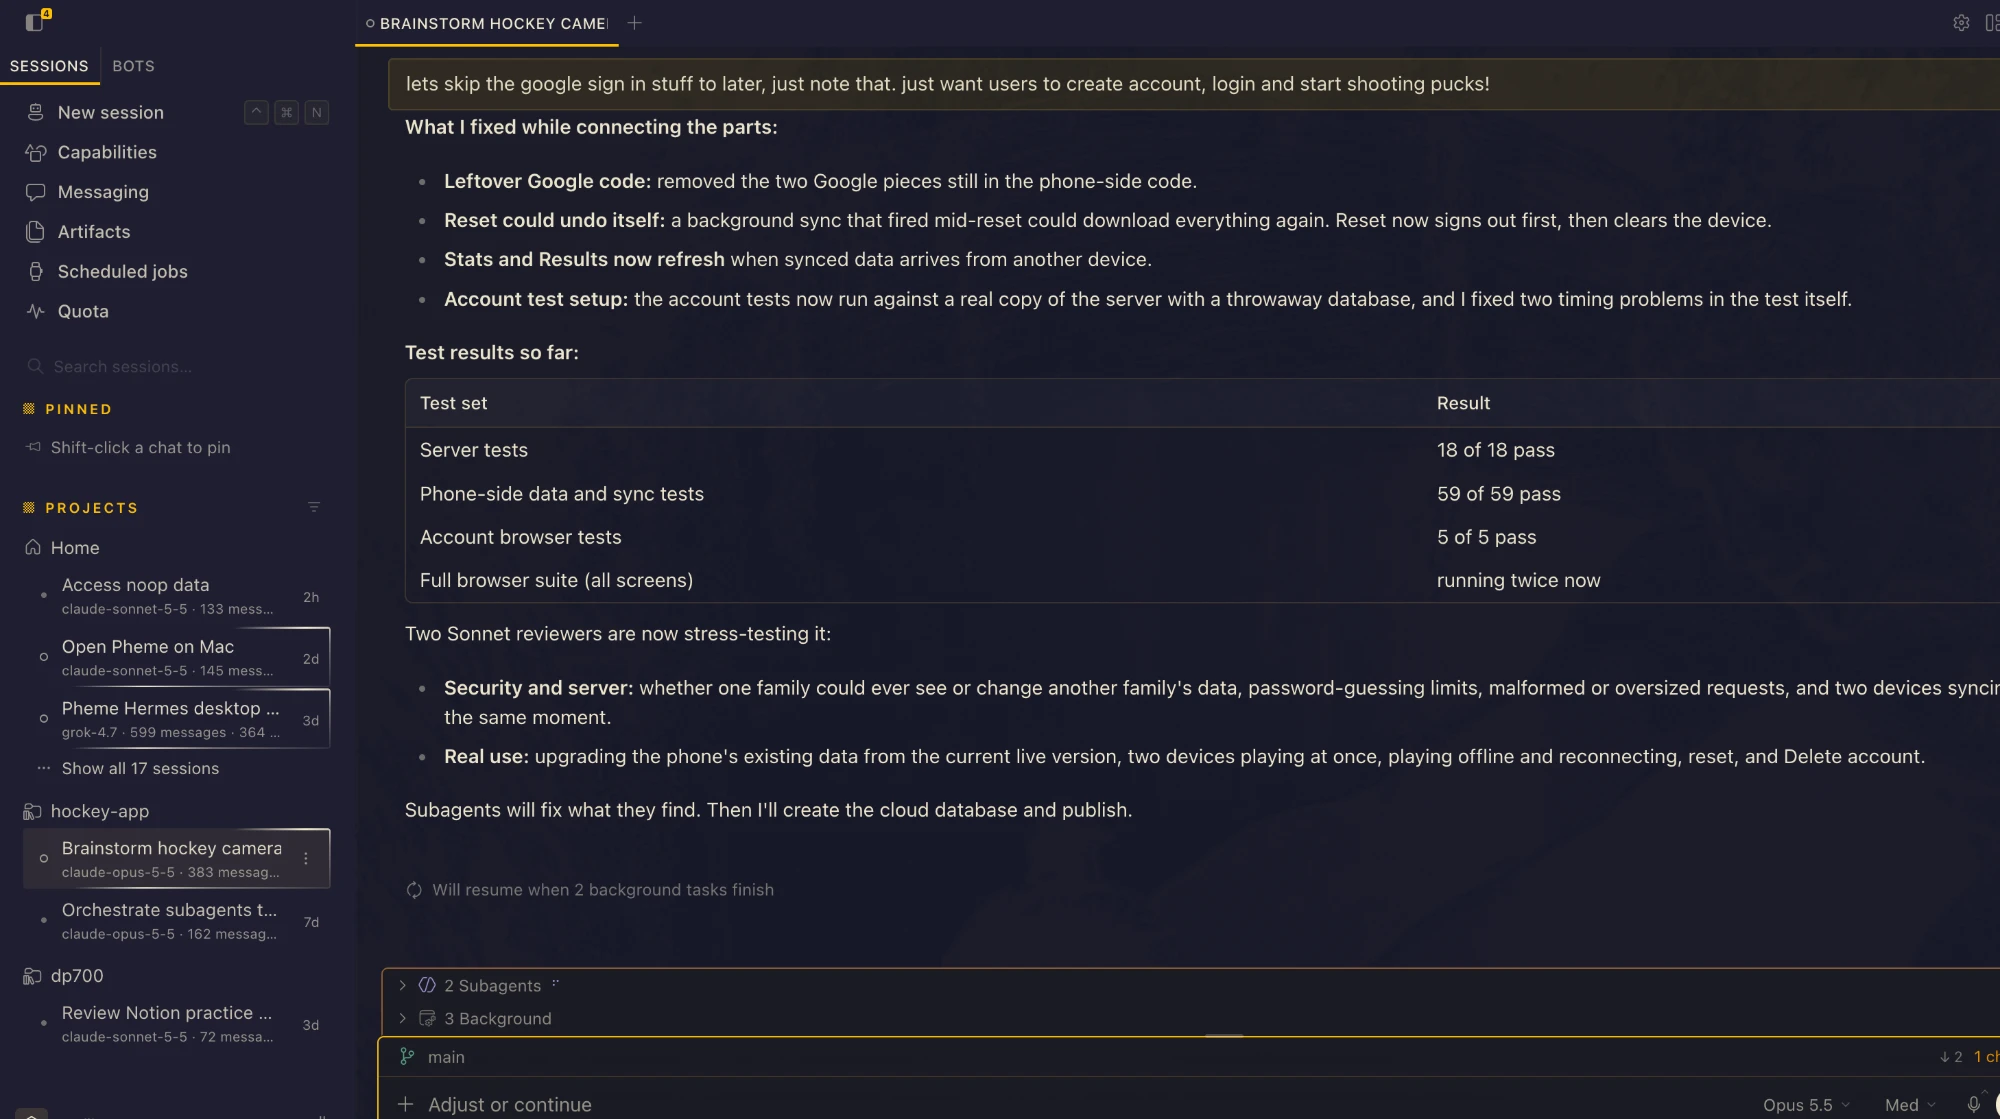 4
SESSIONS
BOTS
New session
^ ⌘ N
Capabilities
Messaging
Artifacts
Scheduled jobs
Quota
Search sessions...
PINNED
Shift-click a chat to pin
PROJECTS
Home
Access noop data
claude-sonnet-5-5 · 133 mess...
2h
Open Pheme on Mac
claude-sonnet-5-5 · 145 mess...
2d
Pheme Hermes desktop ...
grok-4.7 · 599 messages · 364 ...
3d
Show all 17 sessions
hockey-app
Brainstorm hockey camera
claude-opus-5-5 · 383 messag...
Orchestrate subagents t...
claude-opus-5-5 · 162 messag...
7d
dp700
Review Notion practice ...
claude-sonnet-5-5 · 72 messa...
3d
BRAINSTORM HOCKEY CAME
lets skip the google sign in stuff to later, just note that. just want users to create account, login and start shooting pucks!
What I fixed while connecting the parts:
Leftover Google code: removed the two Google pieces still in the phone-side code.
Reset could undo itself: a background sync that fired mid-reset could download everything again. Reset now signs out first, then clears the device.
Stats and Results now refresh when synced data arrives from another device.
Account test setup: the account tests now run against a real copy of the server with a throwaway database, and I fixed two timing problems in the test itself.
Test results so far:
Test set Result
Server tests 18 of 18 pass
Phone-side data and sync tests 59 of 59 pass
Account browser tests 5 of 5 pass
Full browser suite (all screens) running twice now
Two Sonnet reviewers are now stress-testing it:
Security and server: whether one family could ever see or change another family's data, password-guessing limits, malformed or oversized requests, and two devices syncin
the same moment.
Real use: upgrading the phone's existing data from the current live version, two devices playing at once, playing offline and reconnecting, reset, and Delete account.
Subagents will fix what they find. Then I'll create the cloud database and publish.
Will resume when 2 background tasks finish
2 Subagents
3 Background
main
↓2 1 ch
Adjust or continue
Opus 5.5
Med